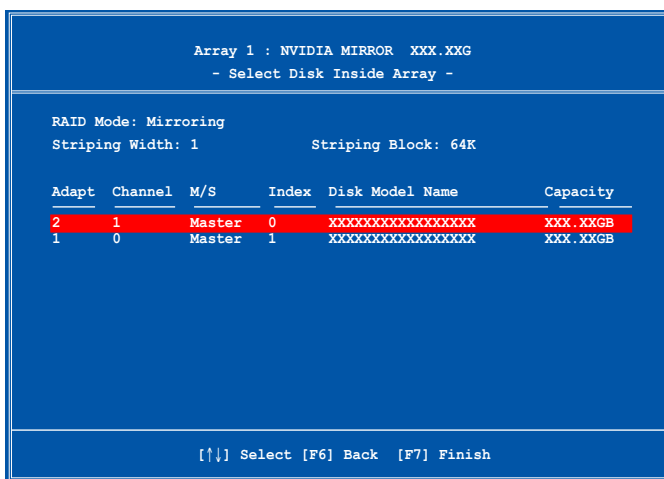 Array 1 : NVIDIA MIRROR XXX.XXG
- Select Disk Inside Array -
RAID Mode: Mirroring
Striping Width: 1 Striping Block: 64K
Adapt Channel M/S Index Disk Model Name Capacity
2 1 Master 0 XXXXXXXXXXXXXXXXX XXX.XXGB
1 0 Master 1 XXXXXXXXXXXXXXXXX XXX.XXGB
[↑↓] Select [F6] Back [F7] Finish